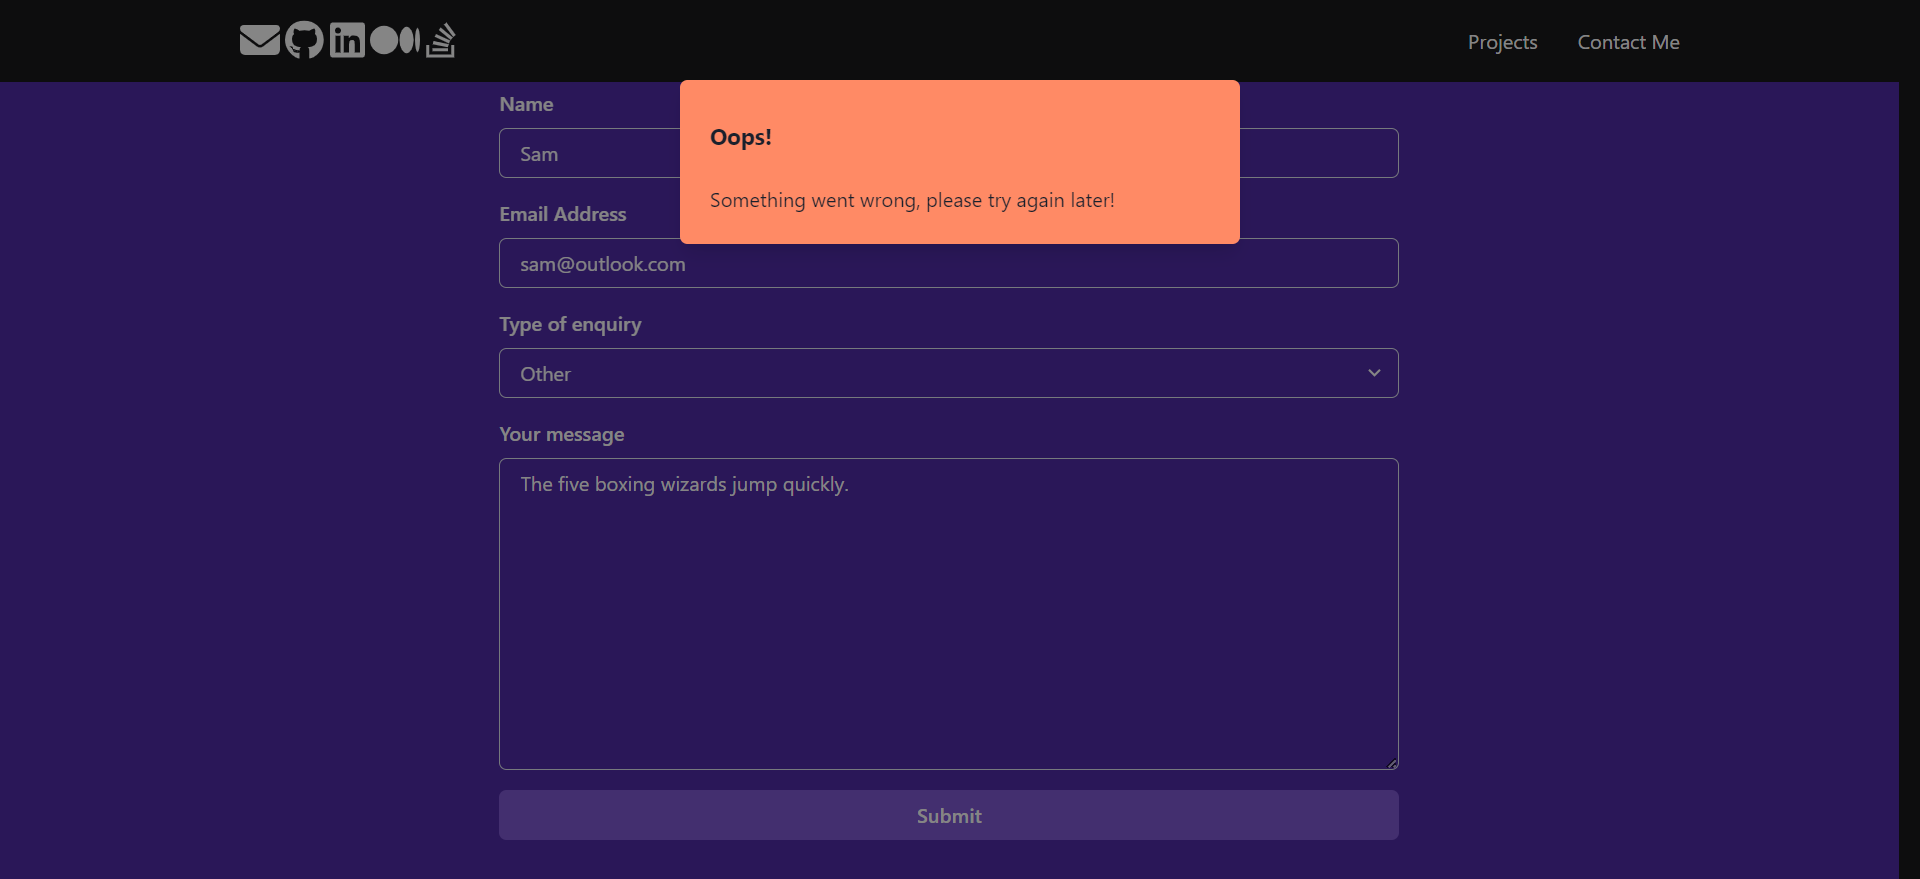 Projects Contact Me
Name
Sam
Oops!
Something went wrong, please try again later!
Email Address
sam@outlook.com
Type of enquiry
Other
Your message
The five boxing wizards jump quickly.
Submit